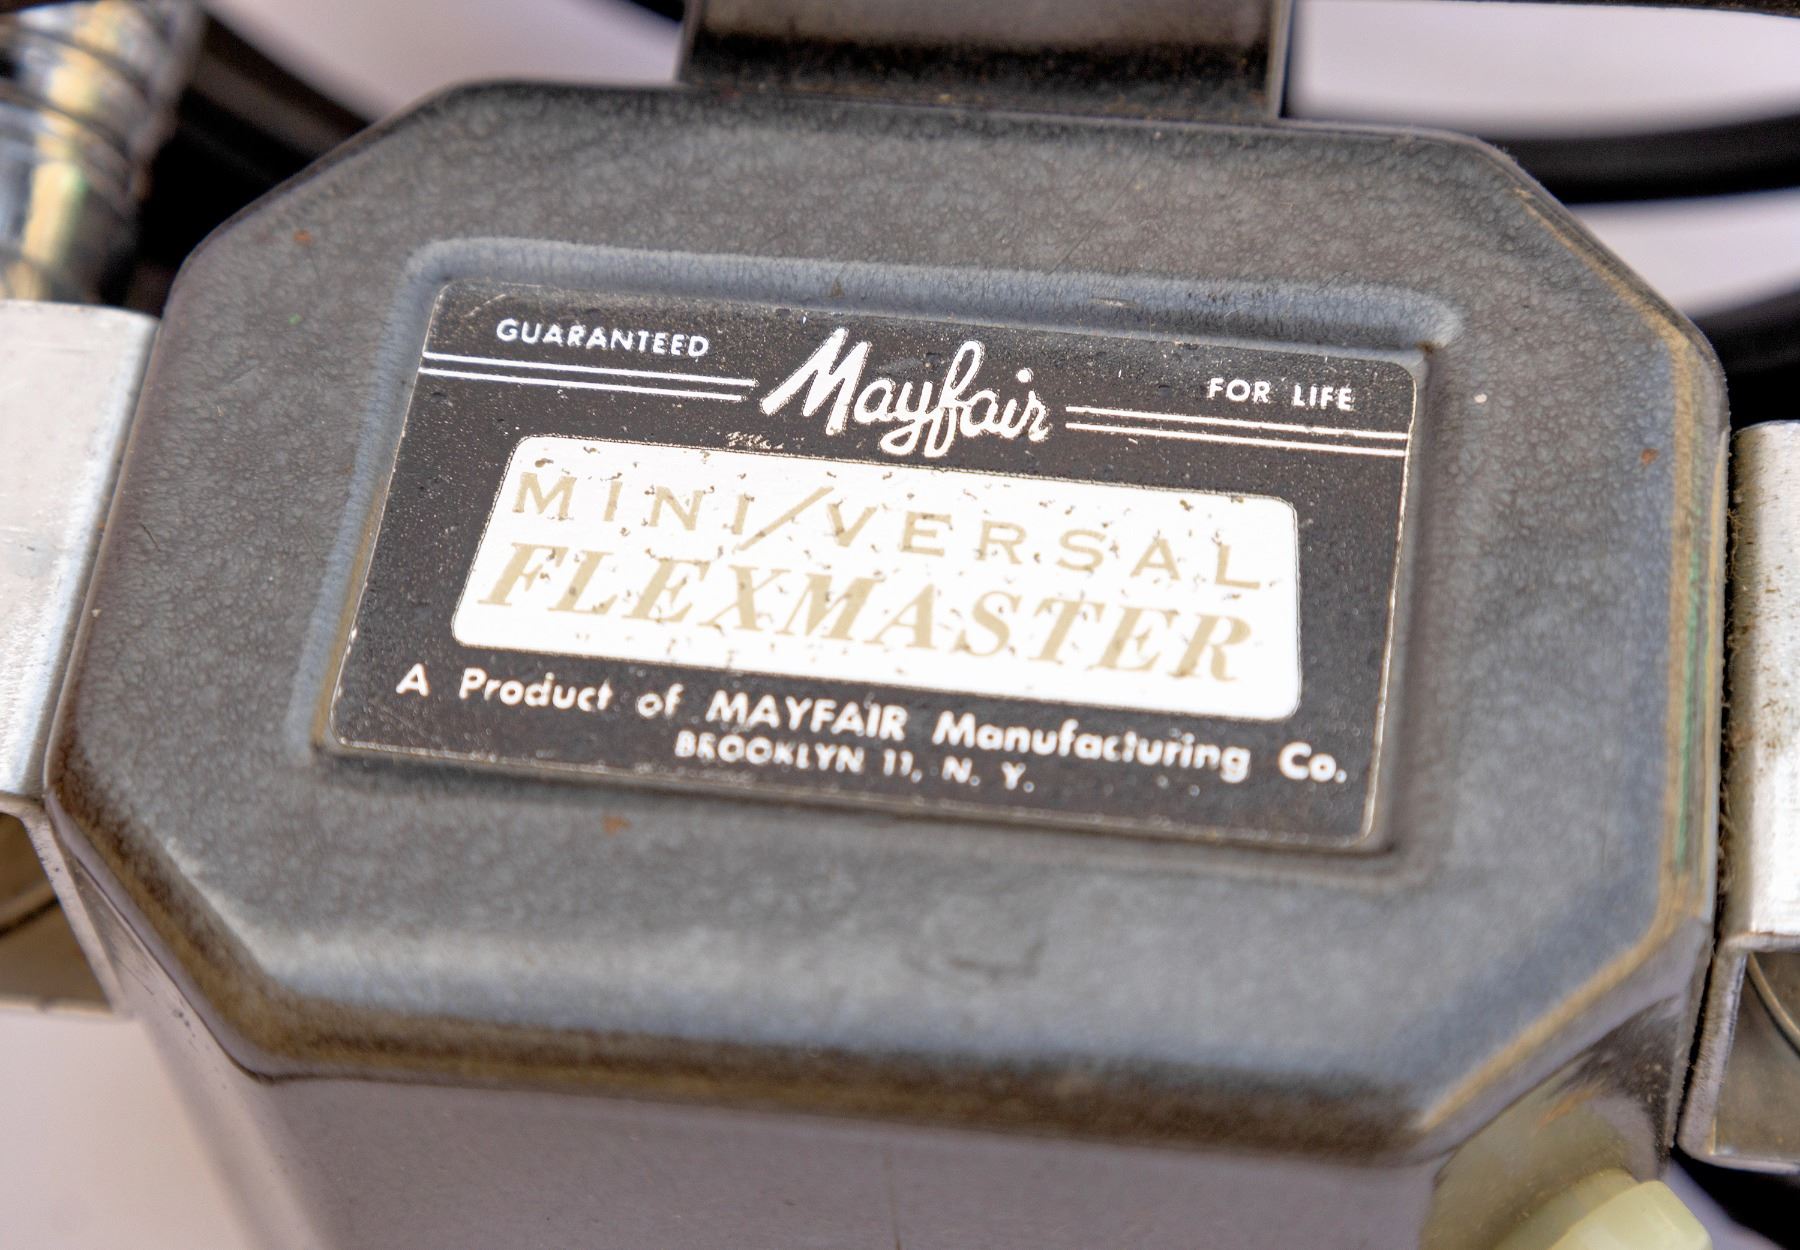 GUARANTEED Mayfair FOR LIFE
MINI/VERSAL
FLEXMASTER
A Product of MAYFAIR Manufacturing Co.
BROOKLYN 11, N. Y.